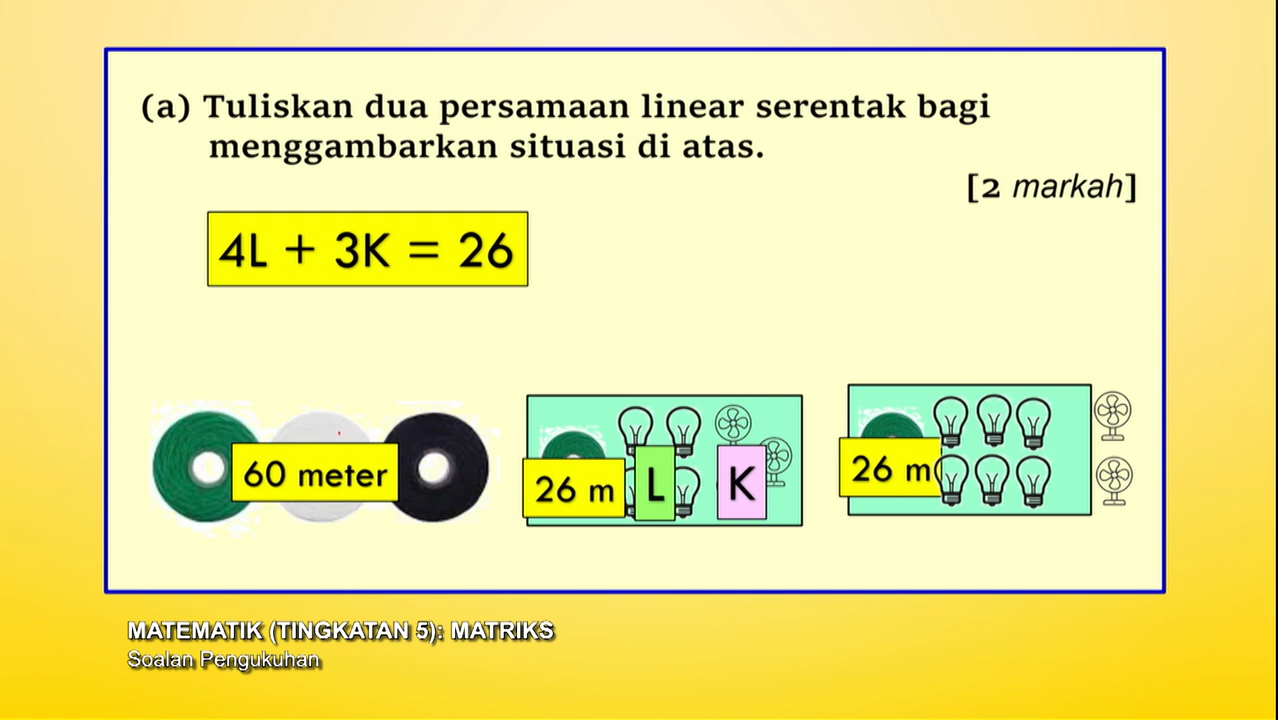 (a) Tuliskan dua persamaan linear serentak bagi
menggambarkan situasi di atas.
[2 markah]
4L + 3K = 26
60 meter
26 m
L
K
26 m
MATEMATIK (TINGKATAN 5): MATRIKS
Soalan Pengukuhan